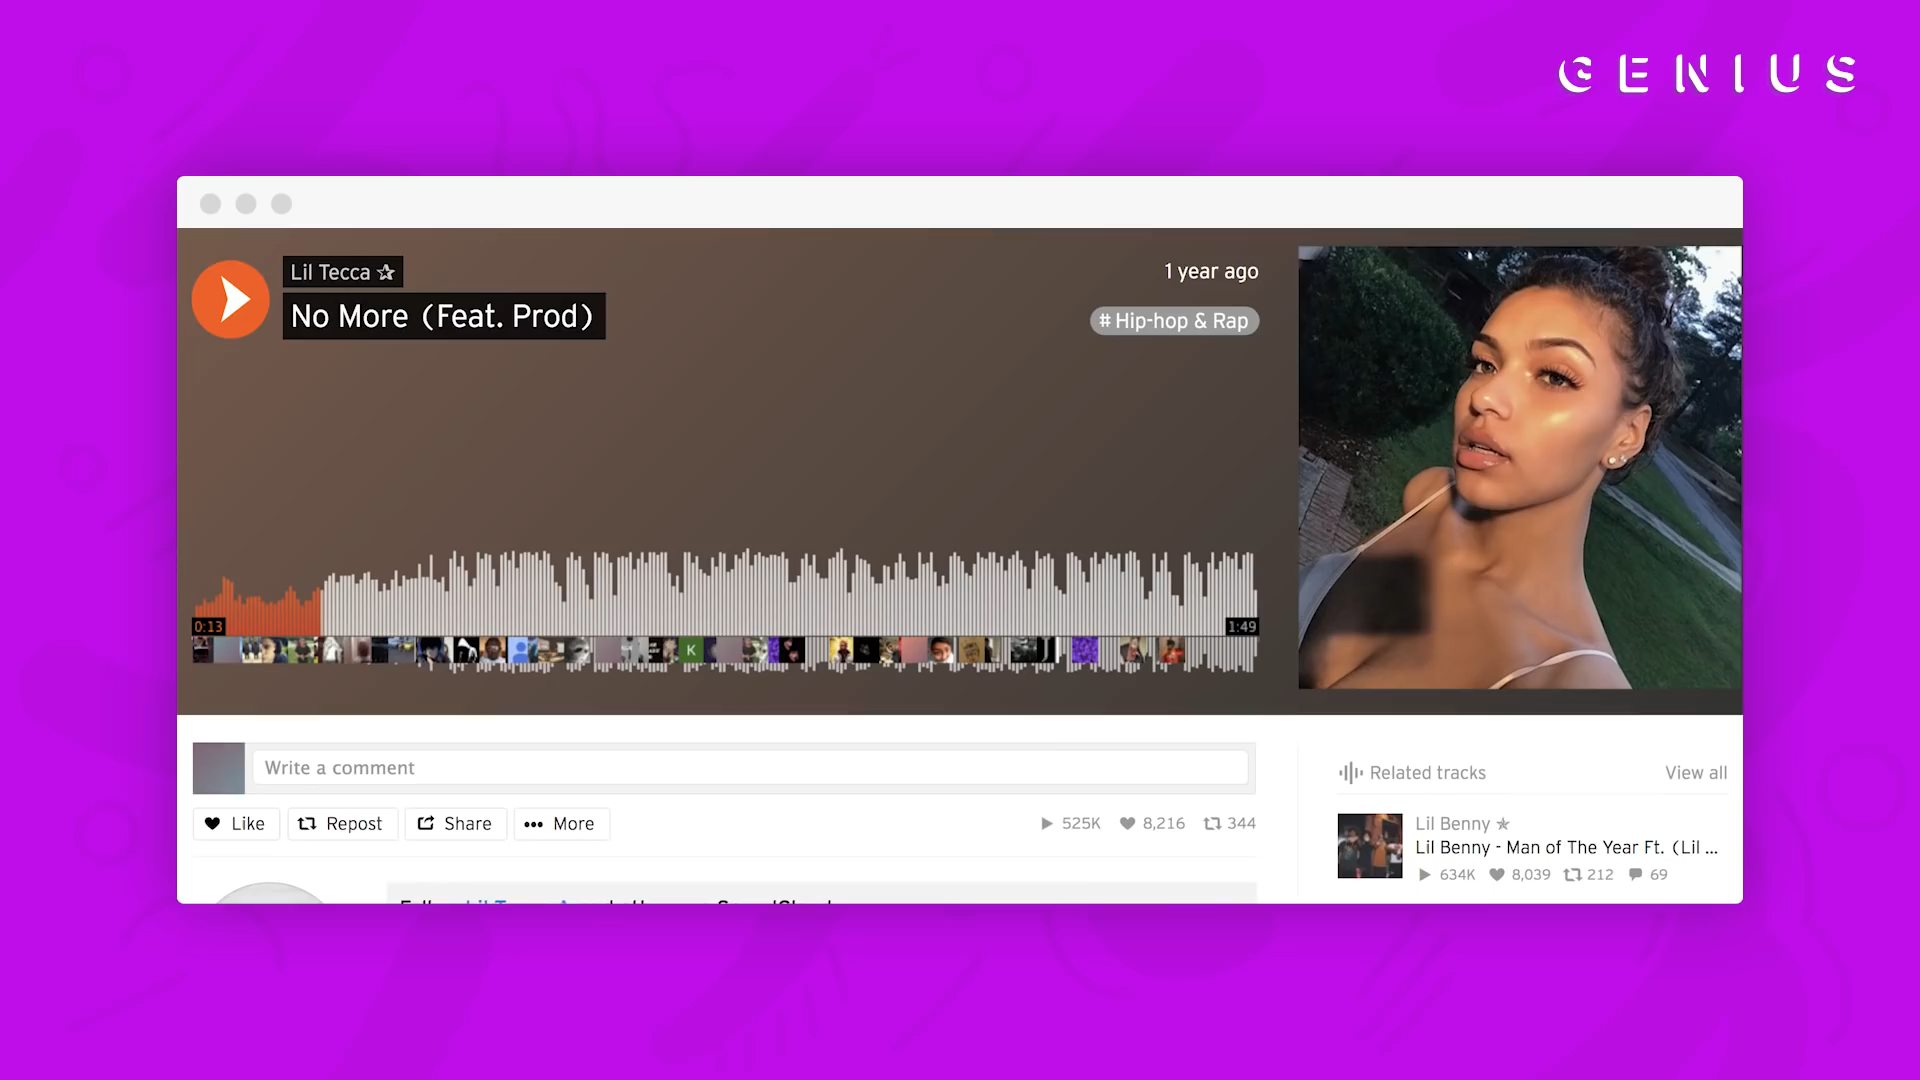 GENIUS
Lil Tecca
No More (Feat. Prod)
1 year ago
# Hip-hop & Rap
0:13
1:49
K
Write a comment
Like
Repost
Share
More
525K
8,216
344
Related tracks
View all
Lil Benny
Lil Benny - Man of The Year Ft. (Lil ...
634K
8,039
212
69